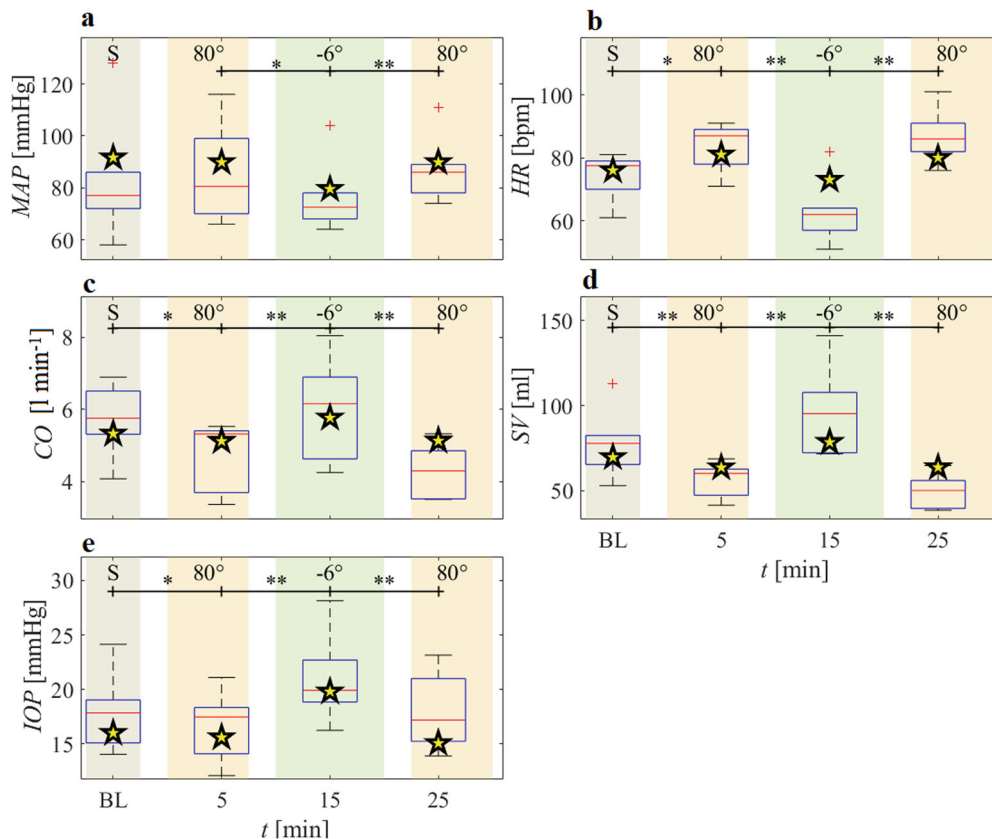 a
S 80° -6° 80°
* **
MAP [mmHg]
120
100
80
60
b
S 80° -6° 80°
* ** **
HR [bpm]
100
80
60
c
S 80° -6° 80°
* ** **
CO [l min-1]
8
6
4
d
S 80° -6° 80°
** ** **
SV [ml]
150
100
50
BL 5 15 25
t [min]
e
S 80° -6° 80°
* ** **
IOP [mmHg]
30
25
20
15
BL 5 15 25
t [min]